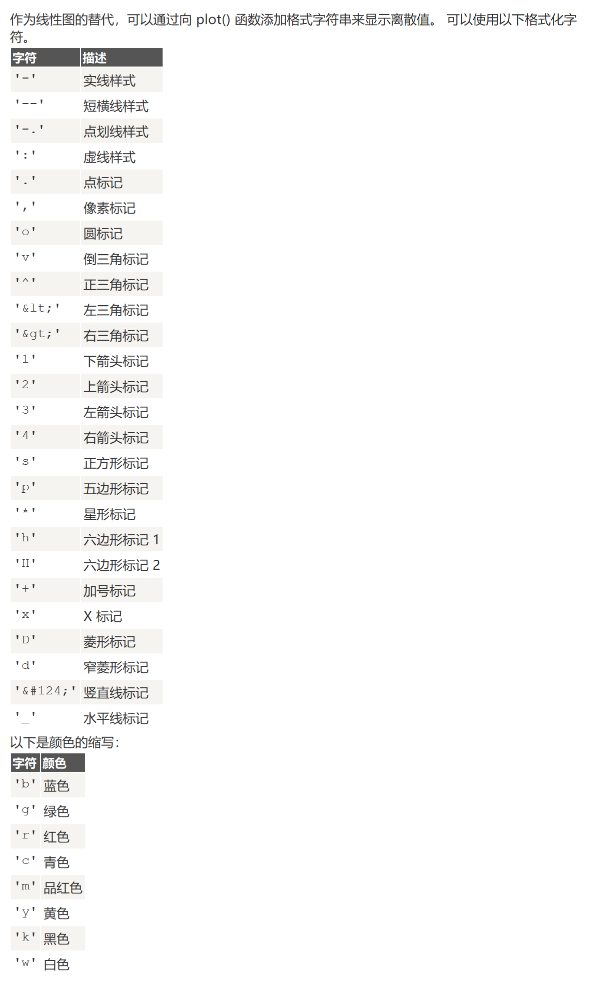 作为线性图的替代，可以通过向 plot() 函数添加格式字符串来显示离散值。 可以使用以下格式化字
符。
字符 描述
'-' 实线样式
'--' 短横线样式
'-.' 点划线样式
':' 虚线样式
'.' 点标记
',' 像素标记
'o' 圆标记
'v' 倒三角标记
'^' 正三角标记
'&lt;' 左三角标记
'&gt;' 右三角标记
'1' 下箭头标记
'2' 上箭头标记
'3' 左箭头标记
'4' 右箭头标记
's' 正方形标记
'p' 五边形标记
'*' 星形标记
'h' 六边形标记 1
'H' 六边形标记 2
'+' 加号标记
'x' X 标记
'D' 菱形标记
'd' 窄菱形标记
'&#124;' 竖直线标记
'_' 水平线标记
以下是颜色的缩写：
字符 颜色
'b' 蓝色
'g' 绿色
'r' 红色
'c' 青色
'm' 品红色
'y' 黄色
'k' 黑色
'w' 白色